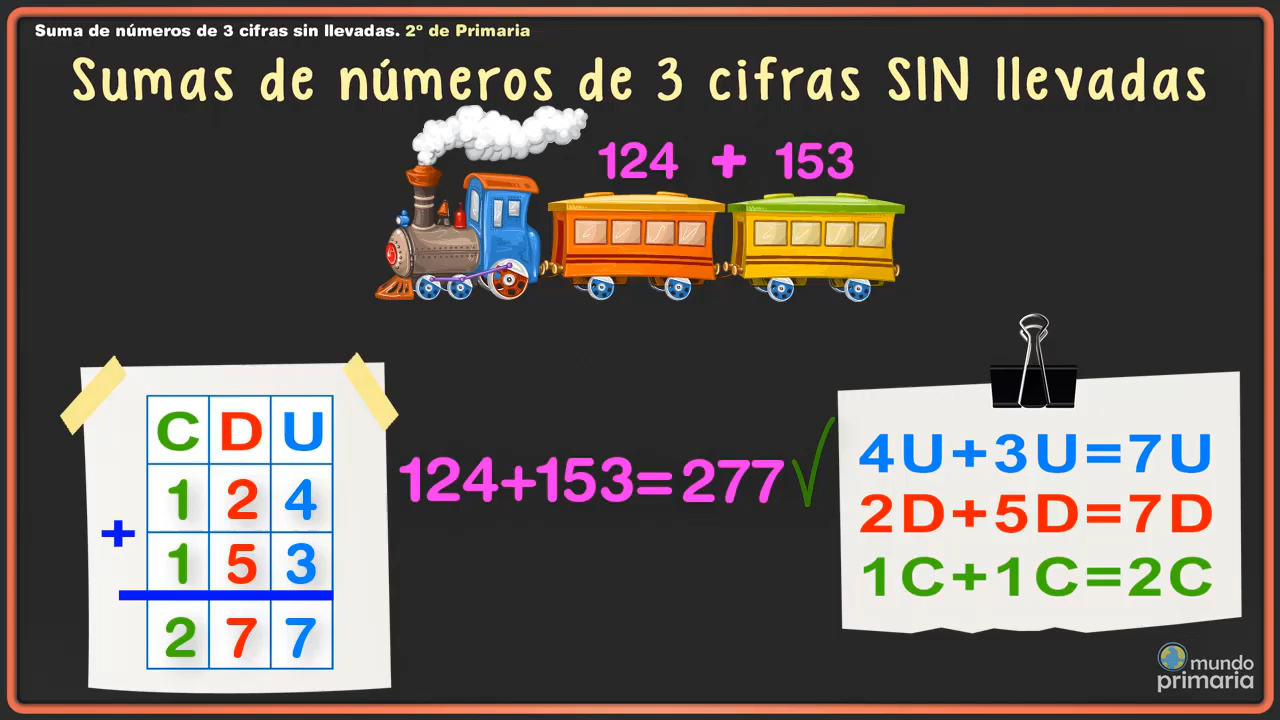 Suma de números de 3 cifras sin llevadas. 2º de Primaria
Sumas de números de 3 cifras SIN llevadas
124 + 153
C D U
1 2 4
+
1 5 3
2 7 7
124+153=277
4U+3U=7U
2D+5D=7D
1C+1C=2C
mundo
primaria